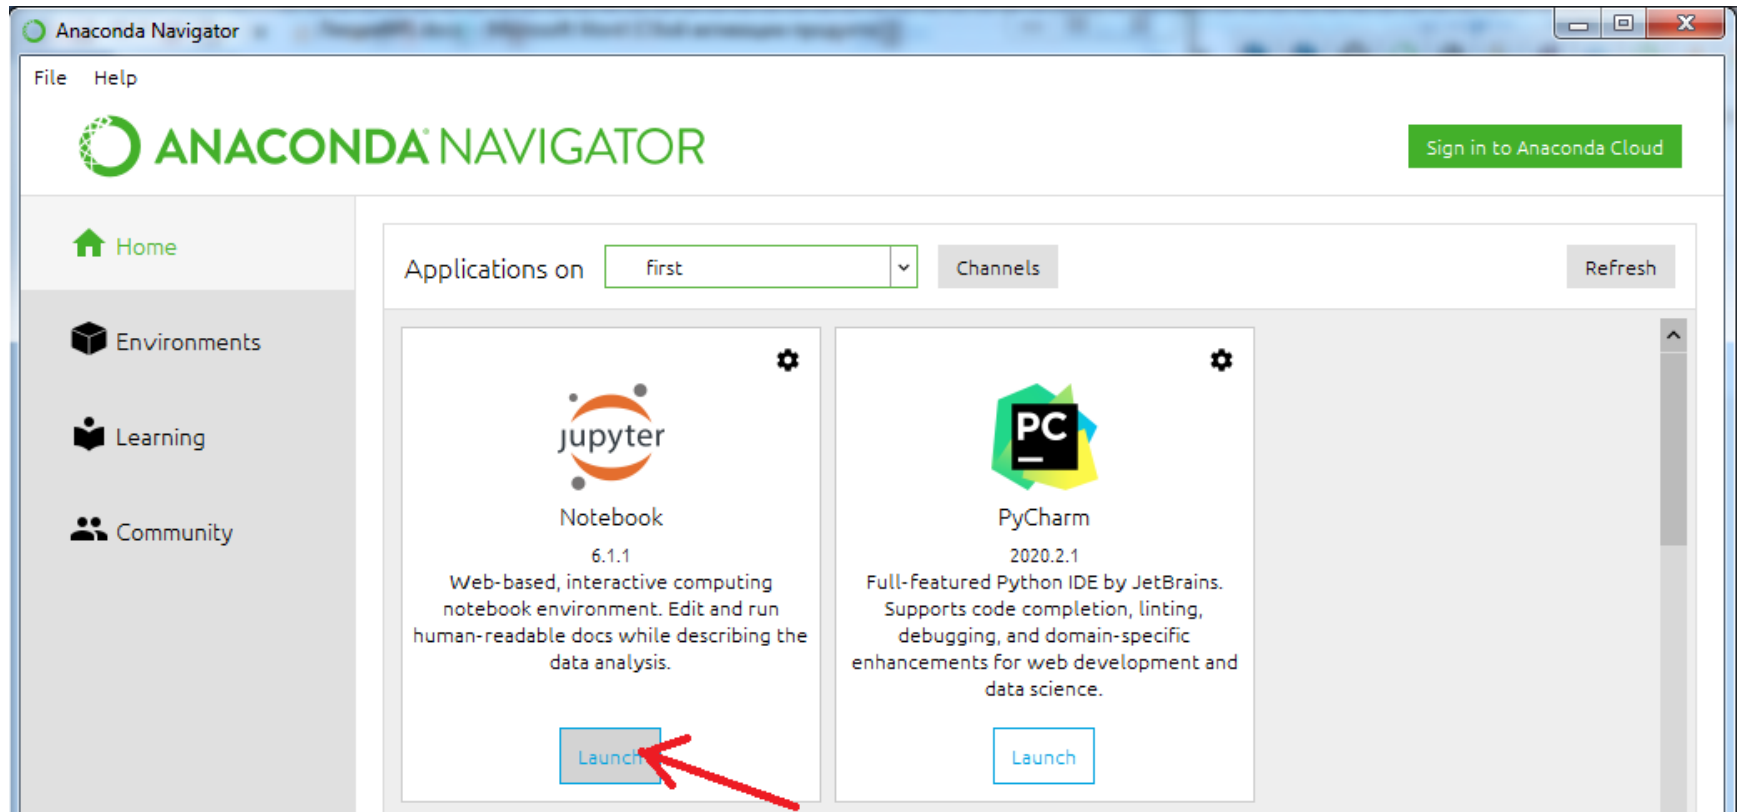 Anaconda Navigator
File Help
ANACONDA NAVIGATOR
Sign in to Anaconda Cloud
Home
Environments
Learning
Community
Applications on first Channels Refresh
jupyter
Notebook
6.1.1
Web-based, interactive computing
notebook environment. Edit and run
human-readable docs while describing the
data analysis.
Launch
PC
PyCharm
2020.2.1
Full-featured Python IDE by JetBrains.
Supports code completion, linting,
debugging, and domain-specific
enhancements for web development and
data science.
Launch